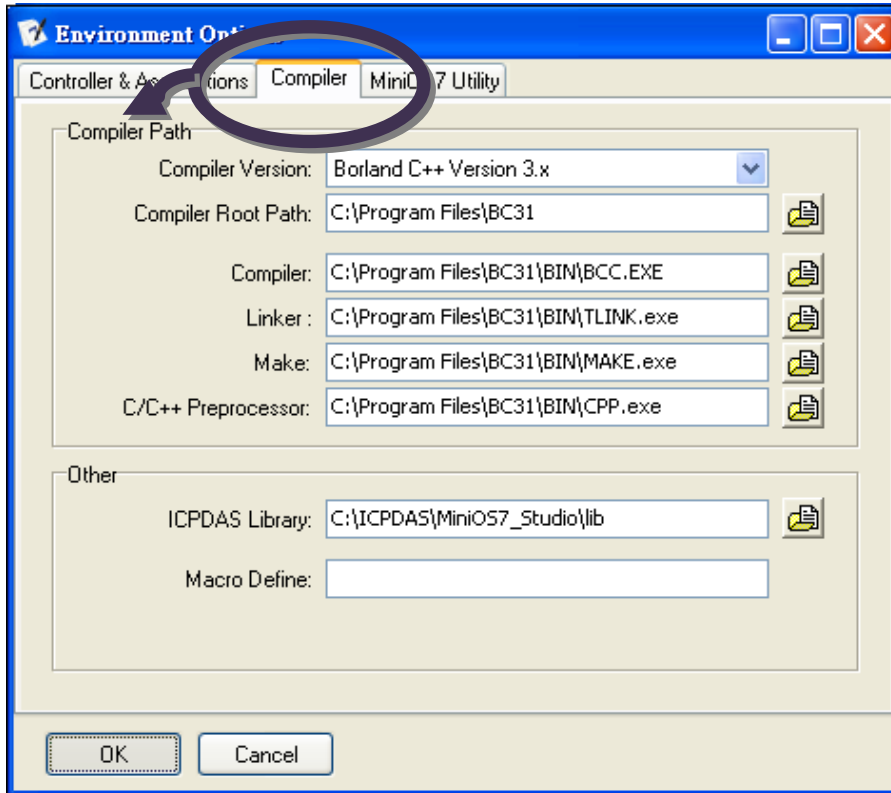 Environment Opti
Controller & As tions Compiler MiniO 7 Utility
Compiler Path
Compiler Version: Borland C++ Version 3.x
Compiler Root Path: C:\Program Files\BC31
Compiler: C:\Program Files\BC31\BIN\BCC.EXE
Linker : C:\Program Files\BC31\BIN\TLINK.exe
Make: C:\Program Files\BC31\BIN\MAKE.exe
C/C++ Preprocessor: C:\Program Files\BC31\BIN\CPP.exe
Other
ICPDAS Library: C:\ICPDAS\MiniOS7_Studio\lib
Macro Define:
OK Cancel